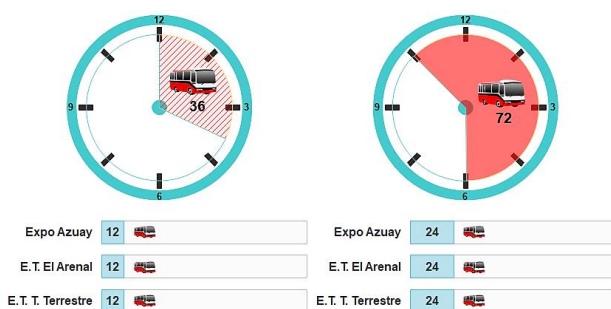 12
9
36
3
6
12
9
72
3
6
Expo Azuay 12
E.T. El Arenal 12
E.T. T. Terrestre 12
Expo Azuay 24
E.T. El Arenal 24
E.T. T. Terrestre 24